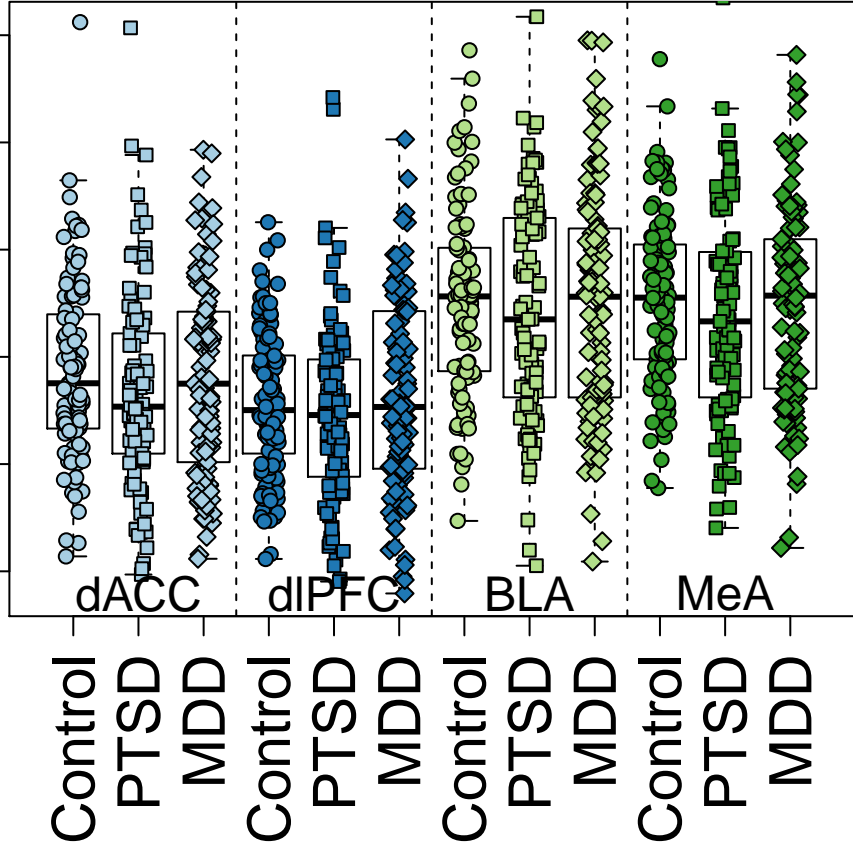 dACC dlPFC BLA MeA
Control PTSD MDD Control PTSD MDD Control PTSD MDD Control PTSD MDD